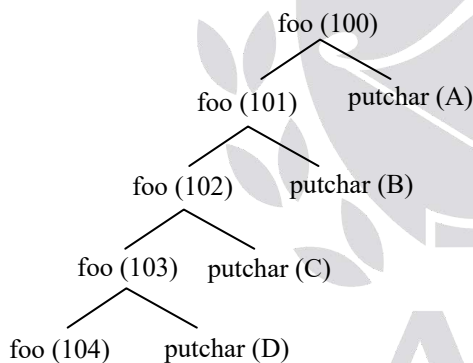 foo (100)
foo (101) putchar (A)
foo (102) putchar (B)
foo (103) putchar (C)
foo (104) putchar (D)